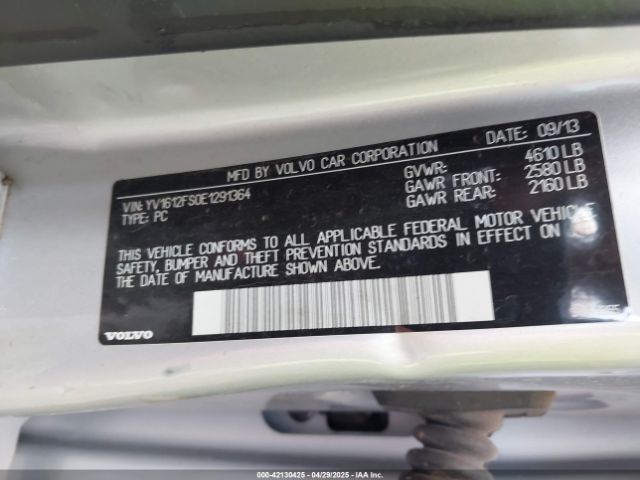 MFD BY VOLVO CAR CORPORATION DATE: 09/13
VIN: YV1612FS0E1291364 GVWR: 4610 LB
TYPE: PC GAWR FRONT: 2580 LB
GAWR REAR: 2160 LB
THIS VEHICLE CONFORMS TO ALL APPLICABLE FEDERAL MOTOR VEHICLE
SAFETY, BUMPER AND THEFT PREVENTION STANDARDS IN EFFECT ON
THE DATE OF MANUFACTURE SHOWN ABOVE.
VOLVO
000-42130425 04/29/2025 IAA Inc.